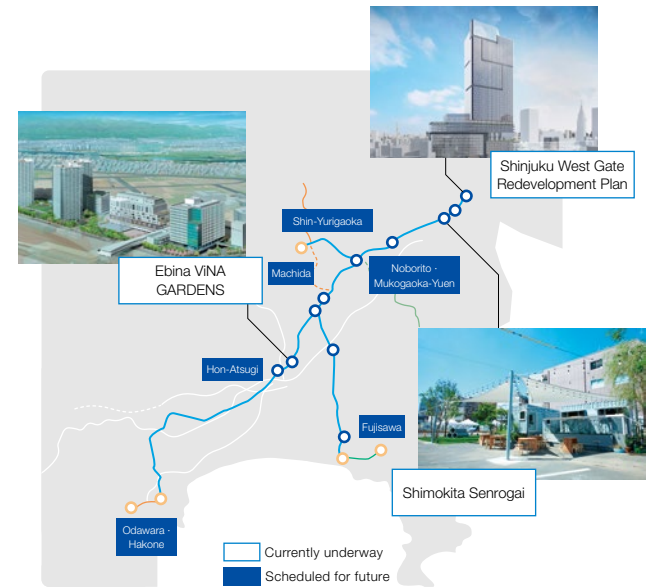 Shinjuku West Gate
Redevelopment Plan
Shin-Yurigaoka
Machida
Noborito ·
Mukogaoka-Yuen
Ebina ViNA
GARDENS
Hon-Atsugi
Fujisawa
Shimokita Senrogai
Odawara ·
Hakone
Currently underway
Scheduled for future